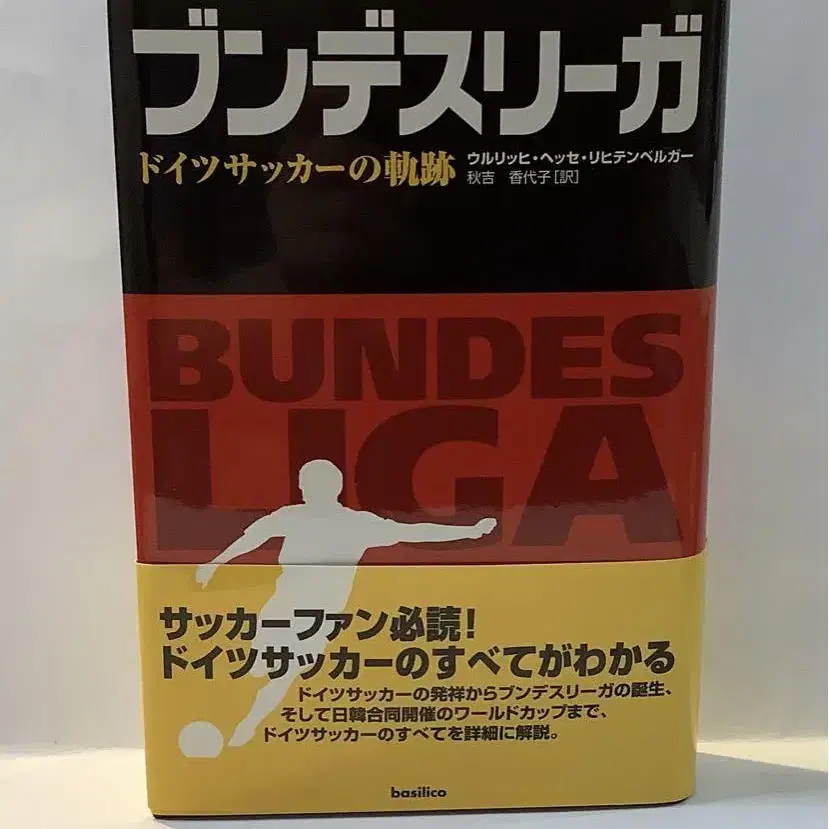 ブンデスリーガ
ドイツサッカーの軌跡
ウルリッヒ・ヘッセ・リヒテンベルガー
秋吉 香代子[訳]
BUNDES
LIGA
サッカーファン必読!
ドイツサッカーのすべてがわかる
ドイツサッカーの発祥からブンデスリーガの誕生、
そして日韓合同開催のワールドカップまで、
ドイツサッカーのすべてを詳細に解説。
basilico